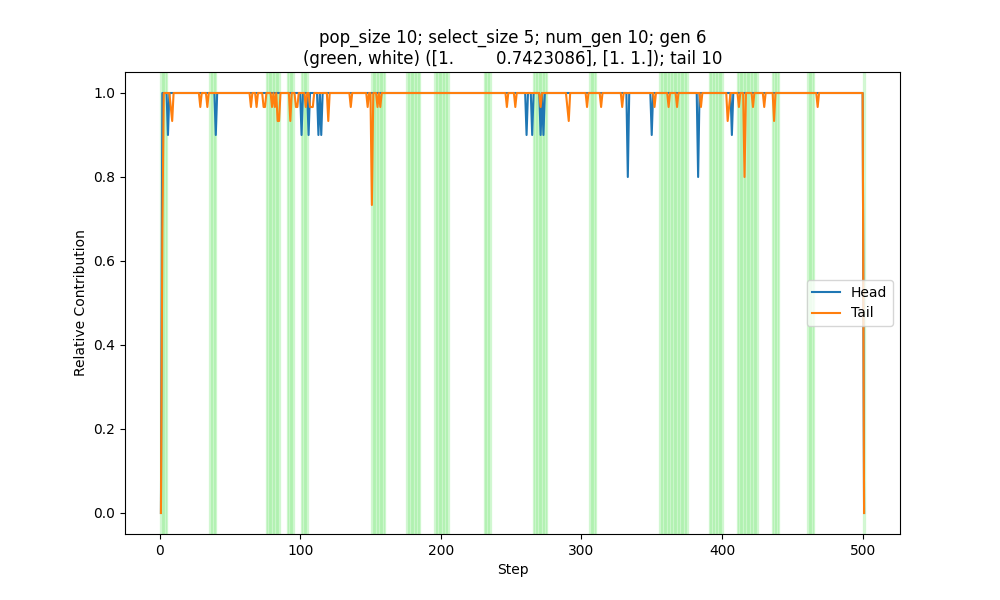 pop_size 10; select_size 5; num_gen 10; gen 6
(green, white) ([1.         0.7423086], [1. 1.]); tail 10
1.0
0.8
0.6
0.4
0.2
0.0
Relative Contribution
Head
Tail
0 100 200 300 400 500
Step